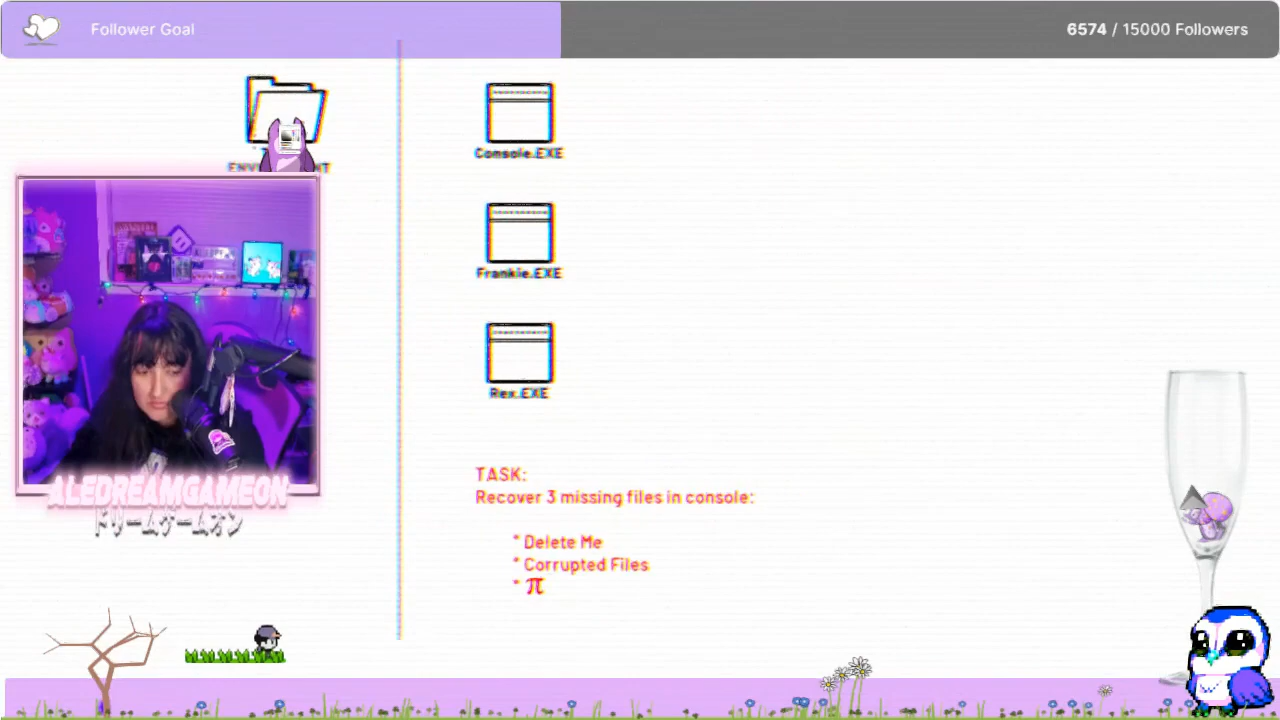 Follower Goal
6574 / 15000 Followers
Console.EXE
Frankie.EXE
Rex.EXE
ALEDREAMGAMEON
ドリームゲームオン
TASK:
Recover 3 missing files in console:
* Delete Me
* Corrupted Files
* π